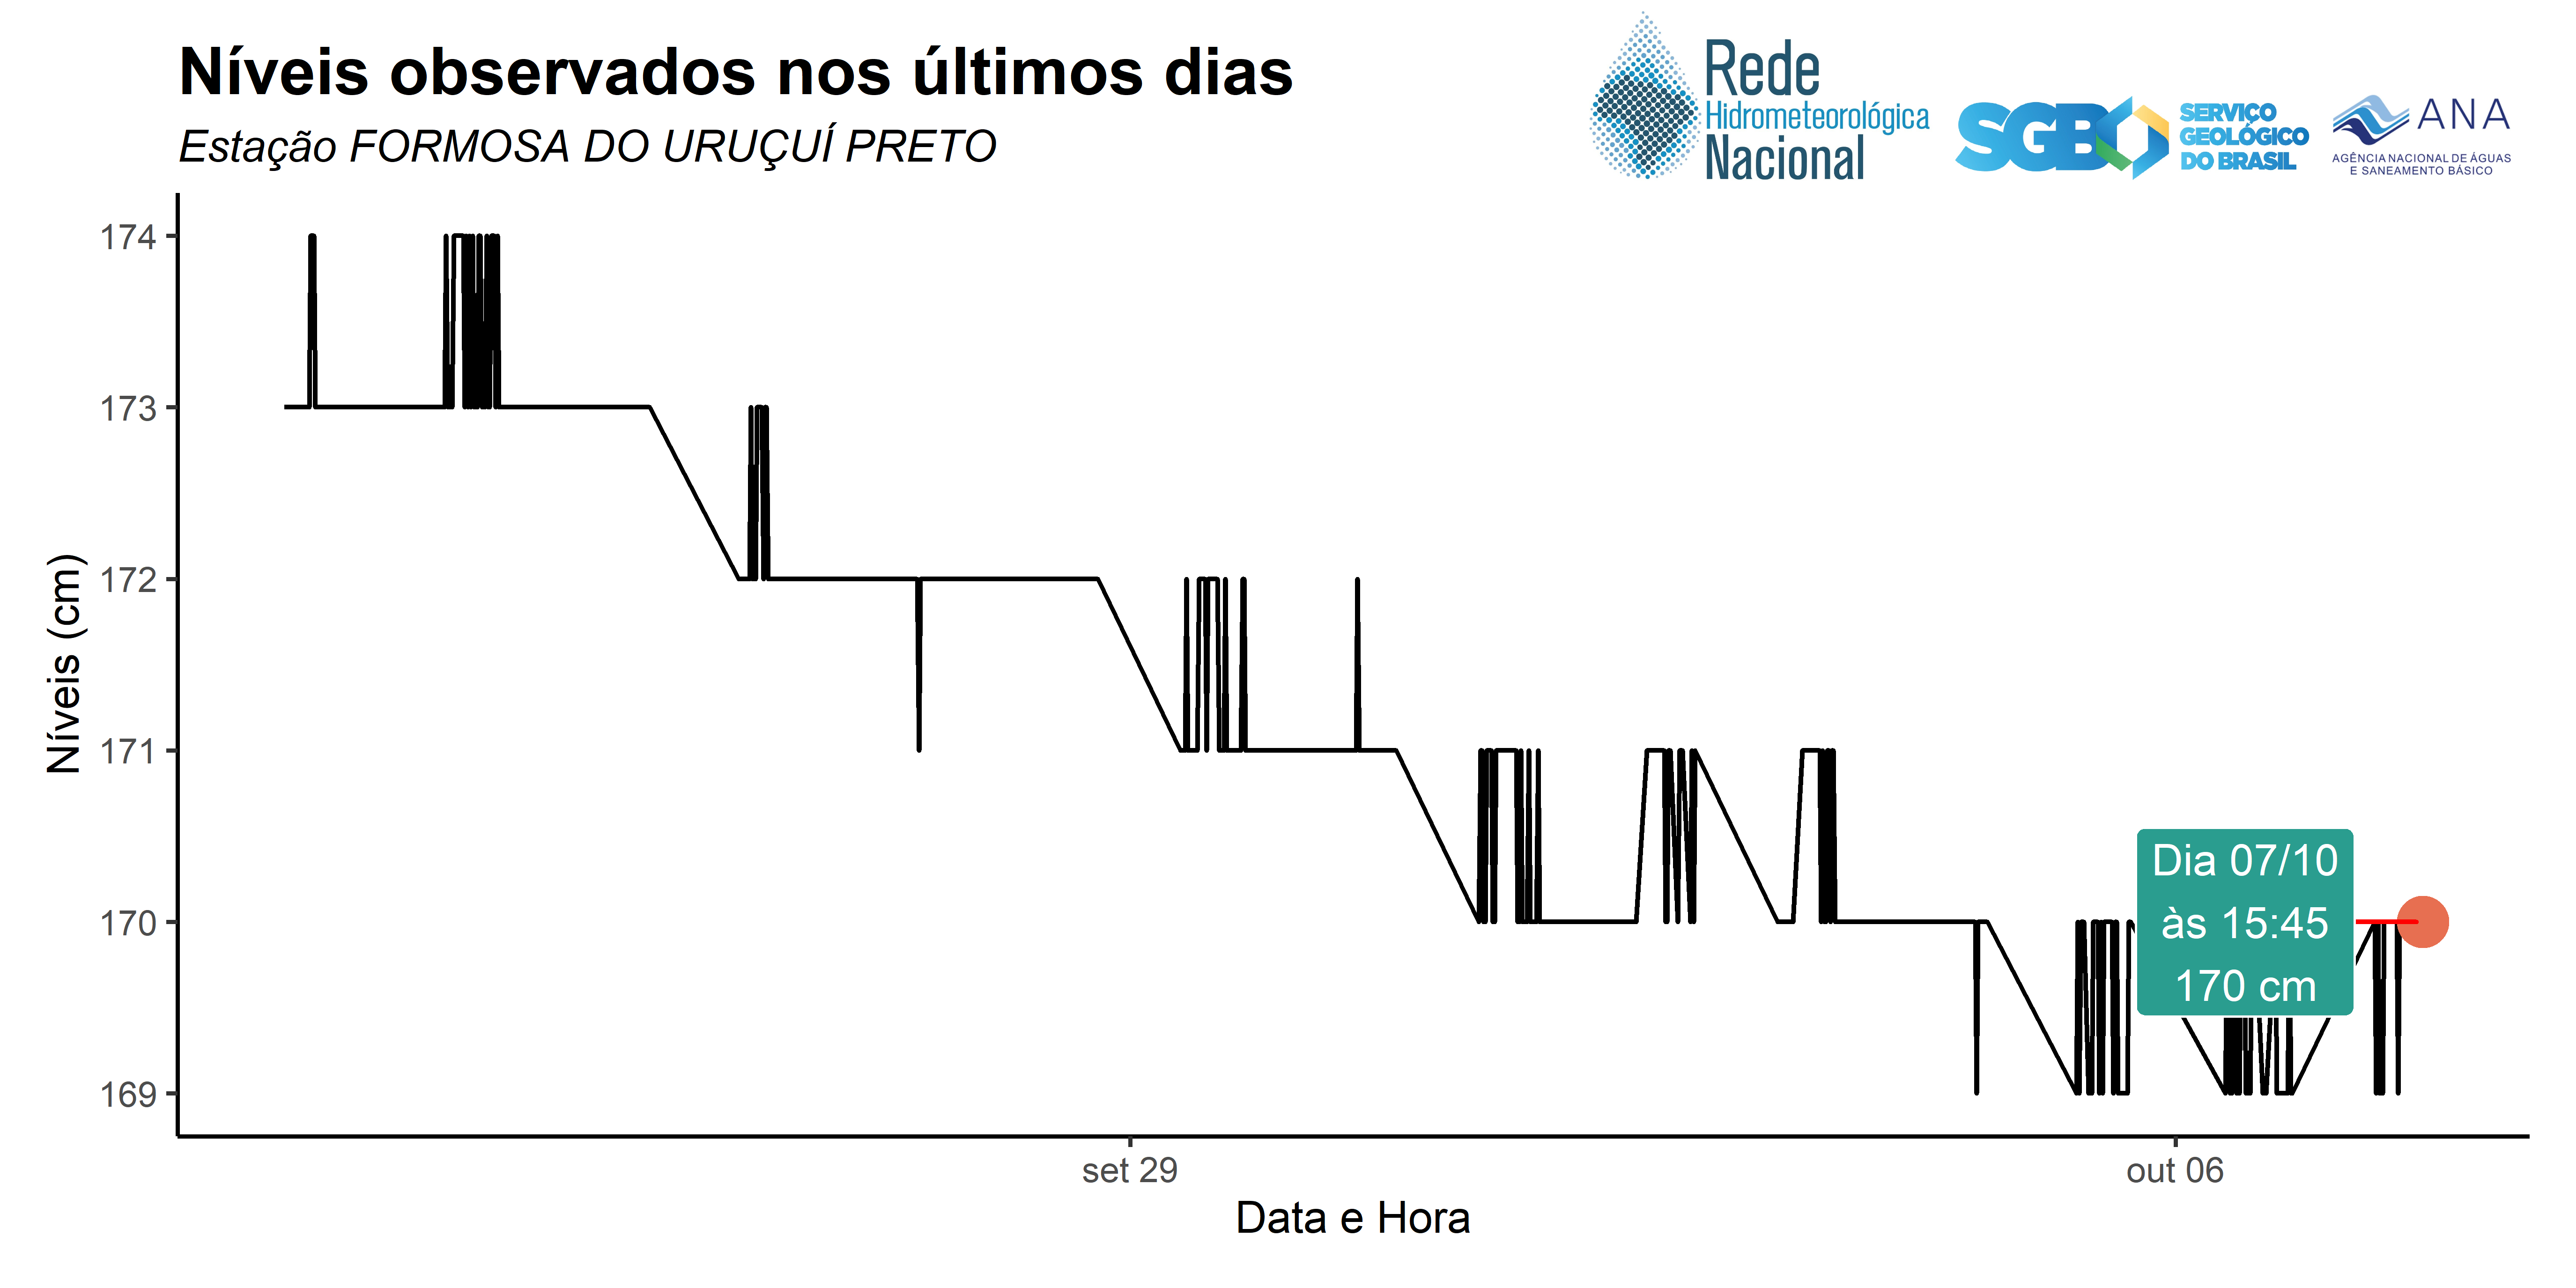 Níveis observados nos últimos dias
Estação FORMOSA DO URUÇUÍ PRETO
Rede
Hidrometeorológica
Nacional
SGB
SERVIÇO
GEOLÓGICO
DO BRASIL
ANA
AGÊNCIA NACIONAL DE ÁGUAS
E SANEAMENTO BÁSICO
Níveis (cm)
174
173
172
171
170
169
Dia 07/10
às 15:45
170 cm
set 29
out 06
Data e Hora